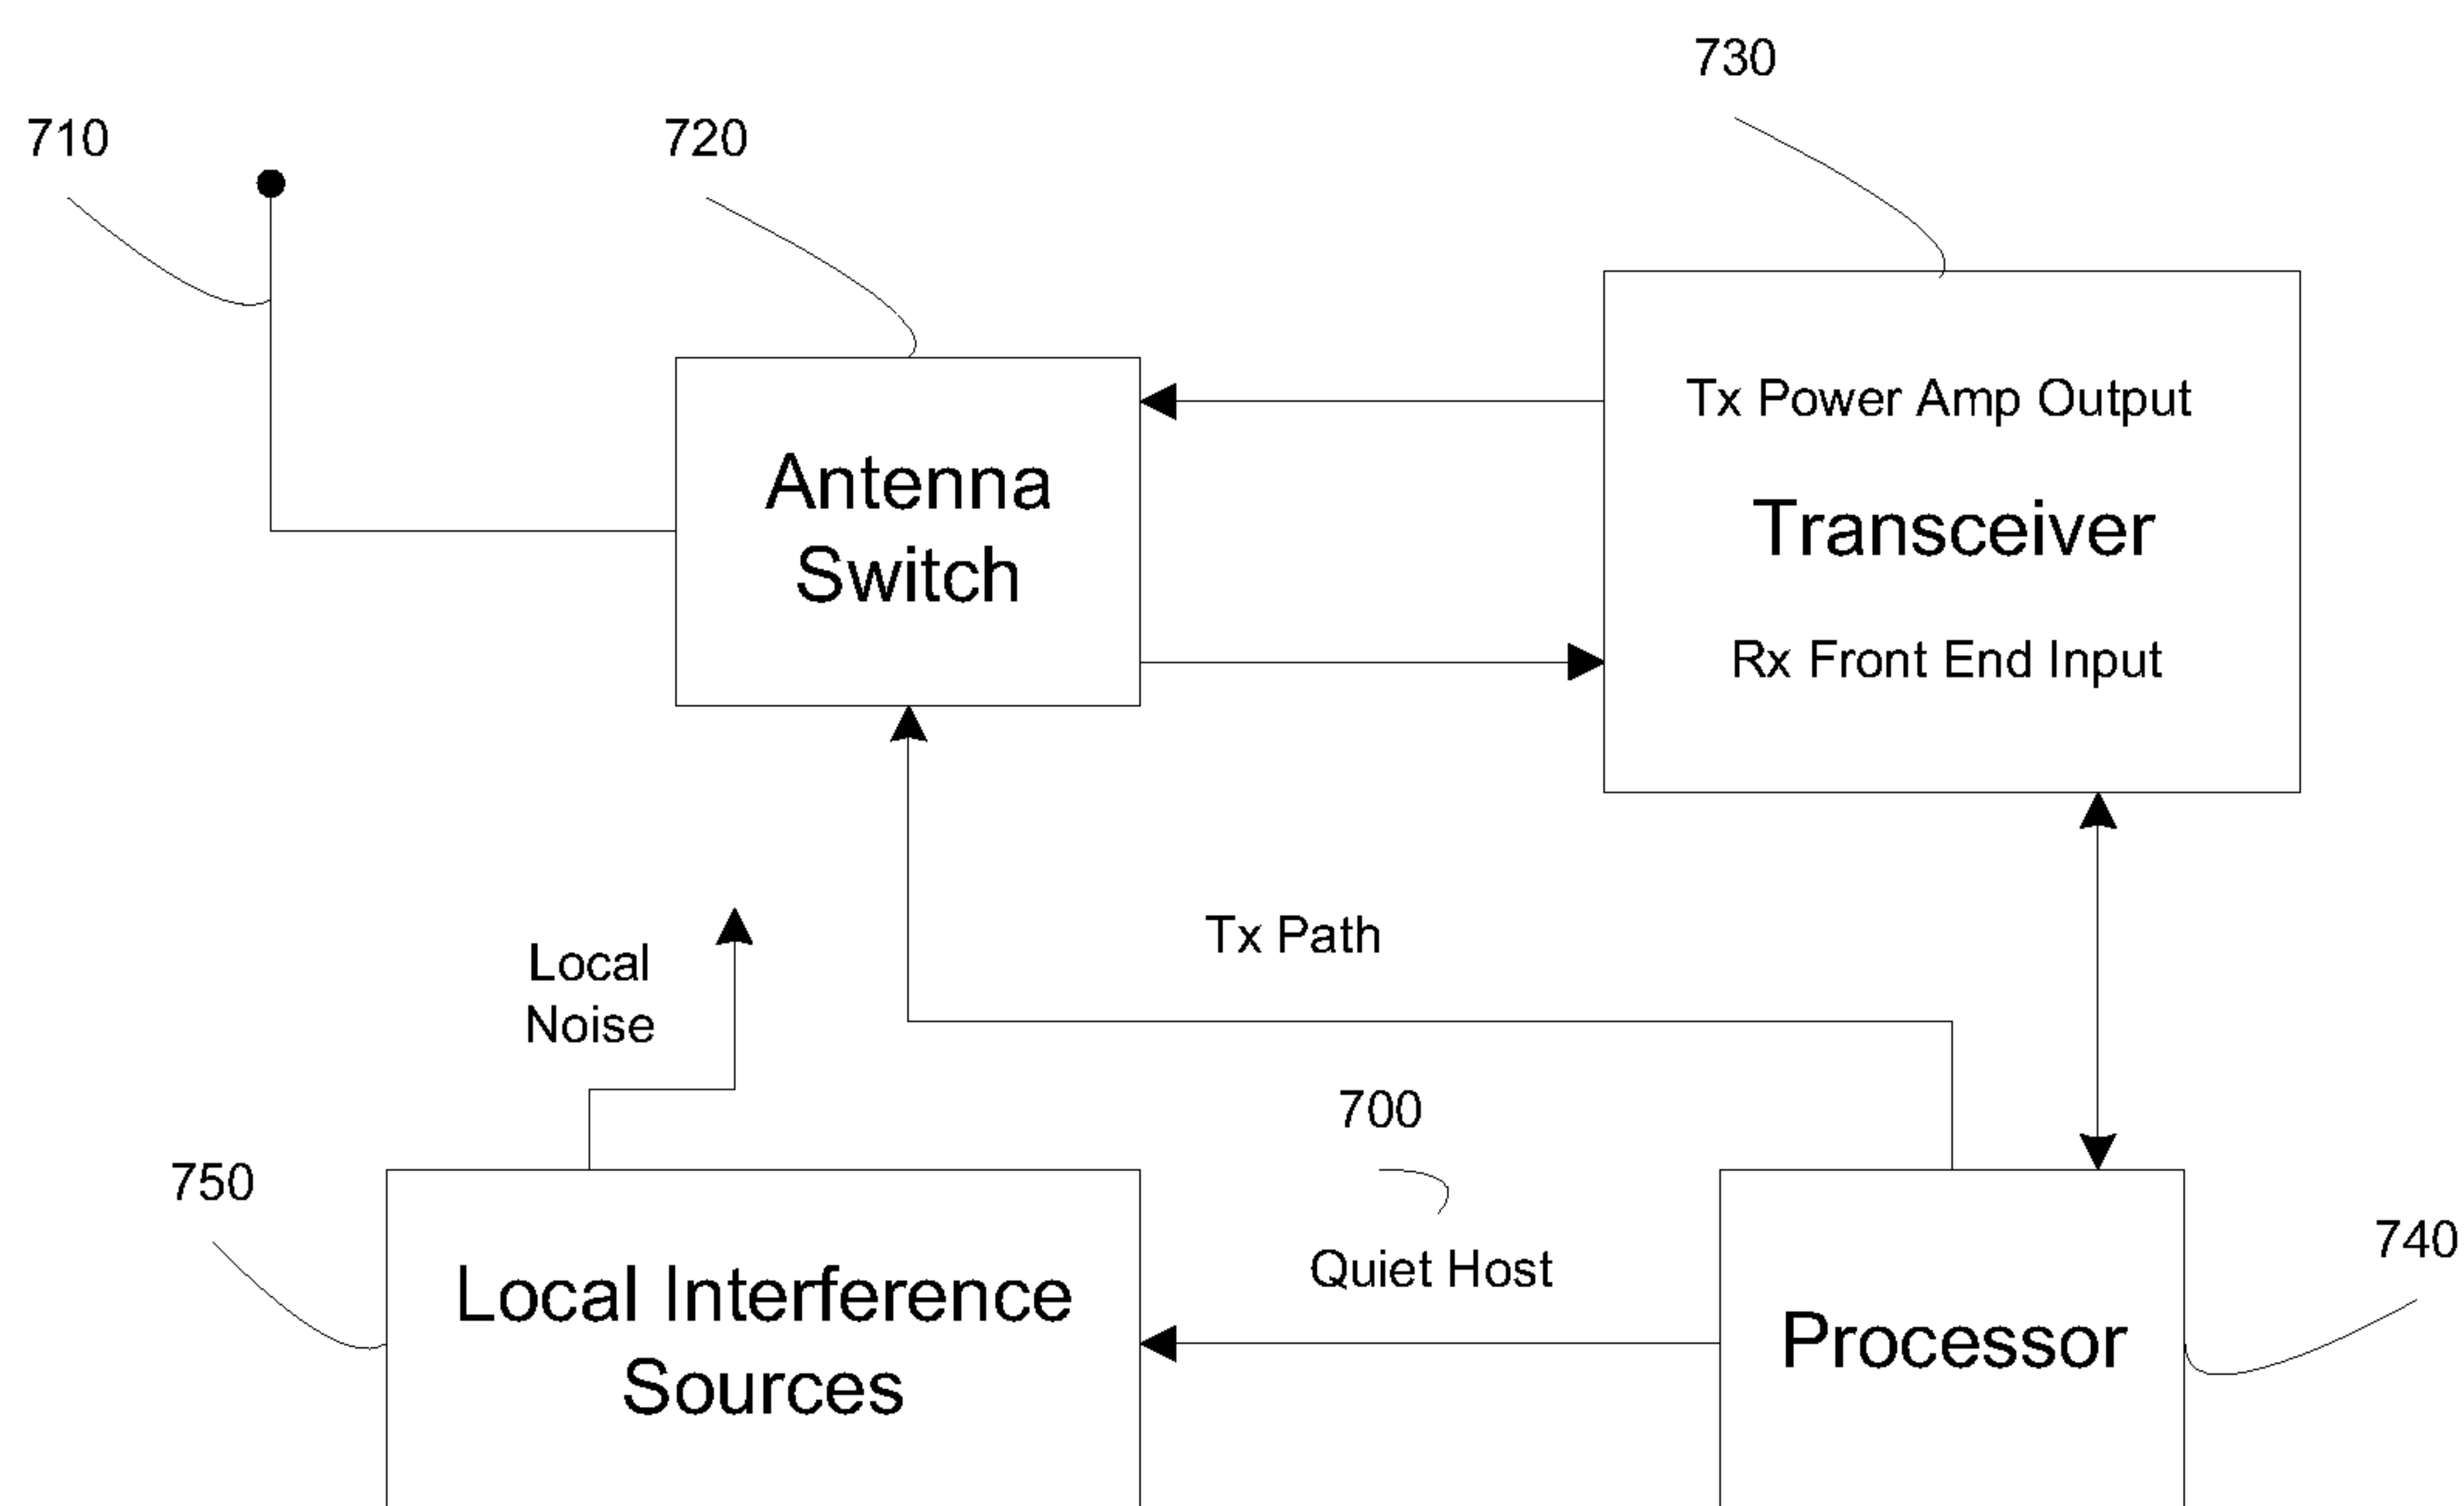 730
710
720
Tx Power Amp Output
Antenna
Switch
Transceiver
Rx Front End Input
Tx Path
Local
Noise
700
750
740
Quiet Host
Local Interference
Sources
Processor